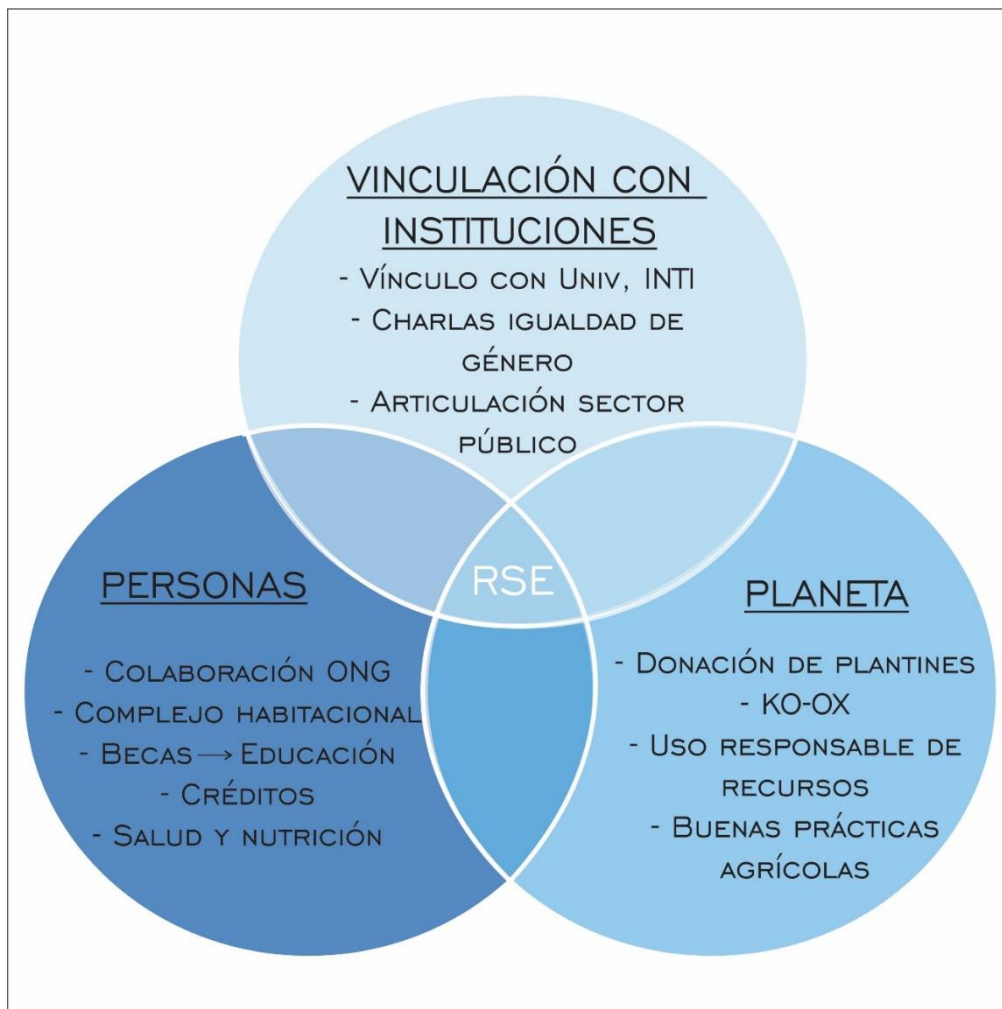 VINCULACIÓN CON
INSTITUCIONES
- VÍNCULO CON UNIV, INTI
- CHARLAS IGUALDAD DE
GÉNERO
- ARTICULACIÓN SECTOR
PÚBLICO
RSE
PERSONAS
- COLABORACIÓN ONG
- COMPLEJO HABITACIONAL
- BECAS → EDUCACIÓN
- CRÉDITOS
- SALUD Y NUTRICIÓN
PLANETA
- DONACIÓN DE PLANTINES
- KO-OX
- USO RESPONSABLE DE
RECURSOS
- BUENAS PRÁCTICAS
AGRÍCOLAS